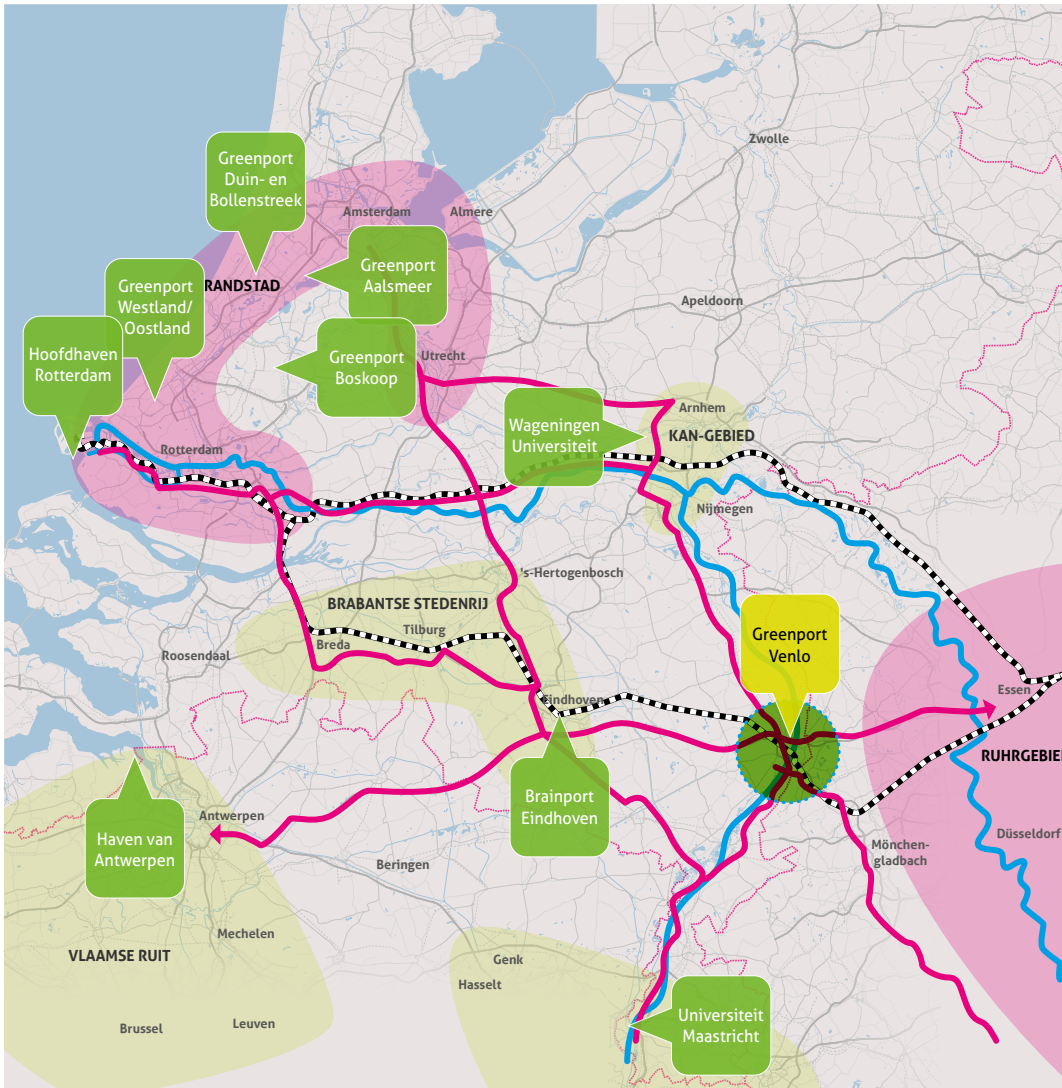 Zwolle
Greenport
Duin- en
Bollenstreek
Amsterdam
Almere
Greenport
Westland/
Oostland
RANDSTAD
Greenport
Aalsmeer
Apeldoorn
Hoofdhaven
Rotterdam
Greenport
Boskoop
Utrecht
Wageningen
Universiteit
Arnhem
KAN-GEBIED
Rotterdam
Nijmegen
's-Hertogenbosch
BRABANTSE STEDENRIJ
Tilburg
Breda
Roosendaal
Greenport
Venlo
Eindhoven
Essen
RUHRGEBIE
Brainport
Eindhoven
Haven van
Antwerpen
Antwerpen
Beringen
Düsseldorf
Mönchen-
gladbach
Mechelen
VLAAMSE RUIT
Genk
Hasselt
Brussel
Leuven
Universiteit
Maastricht